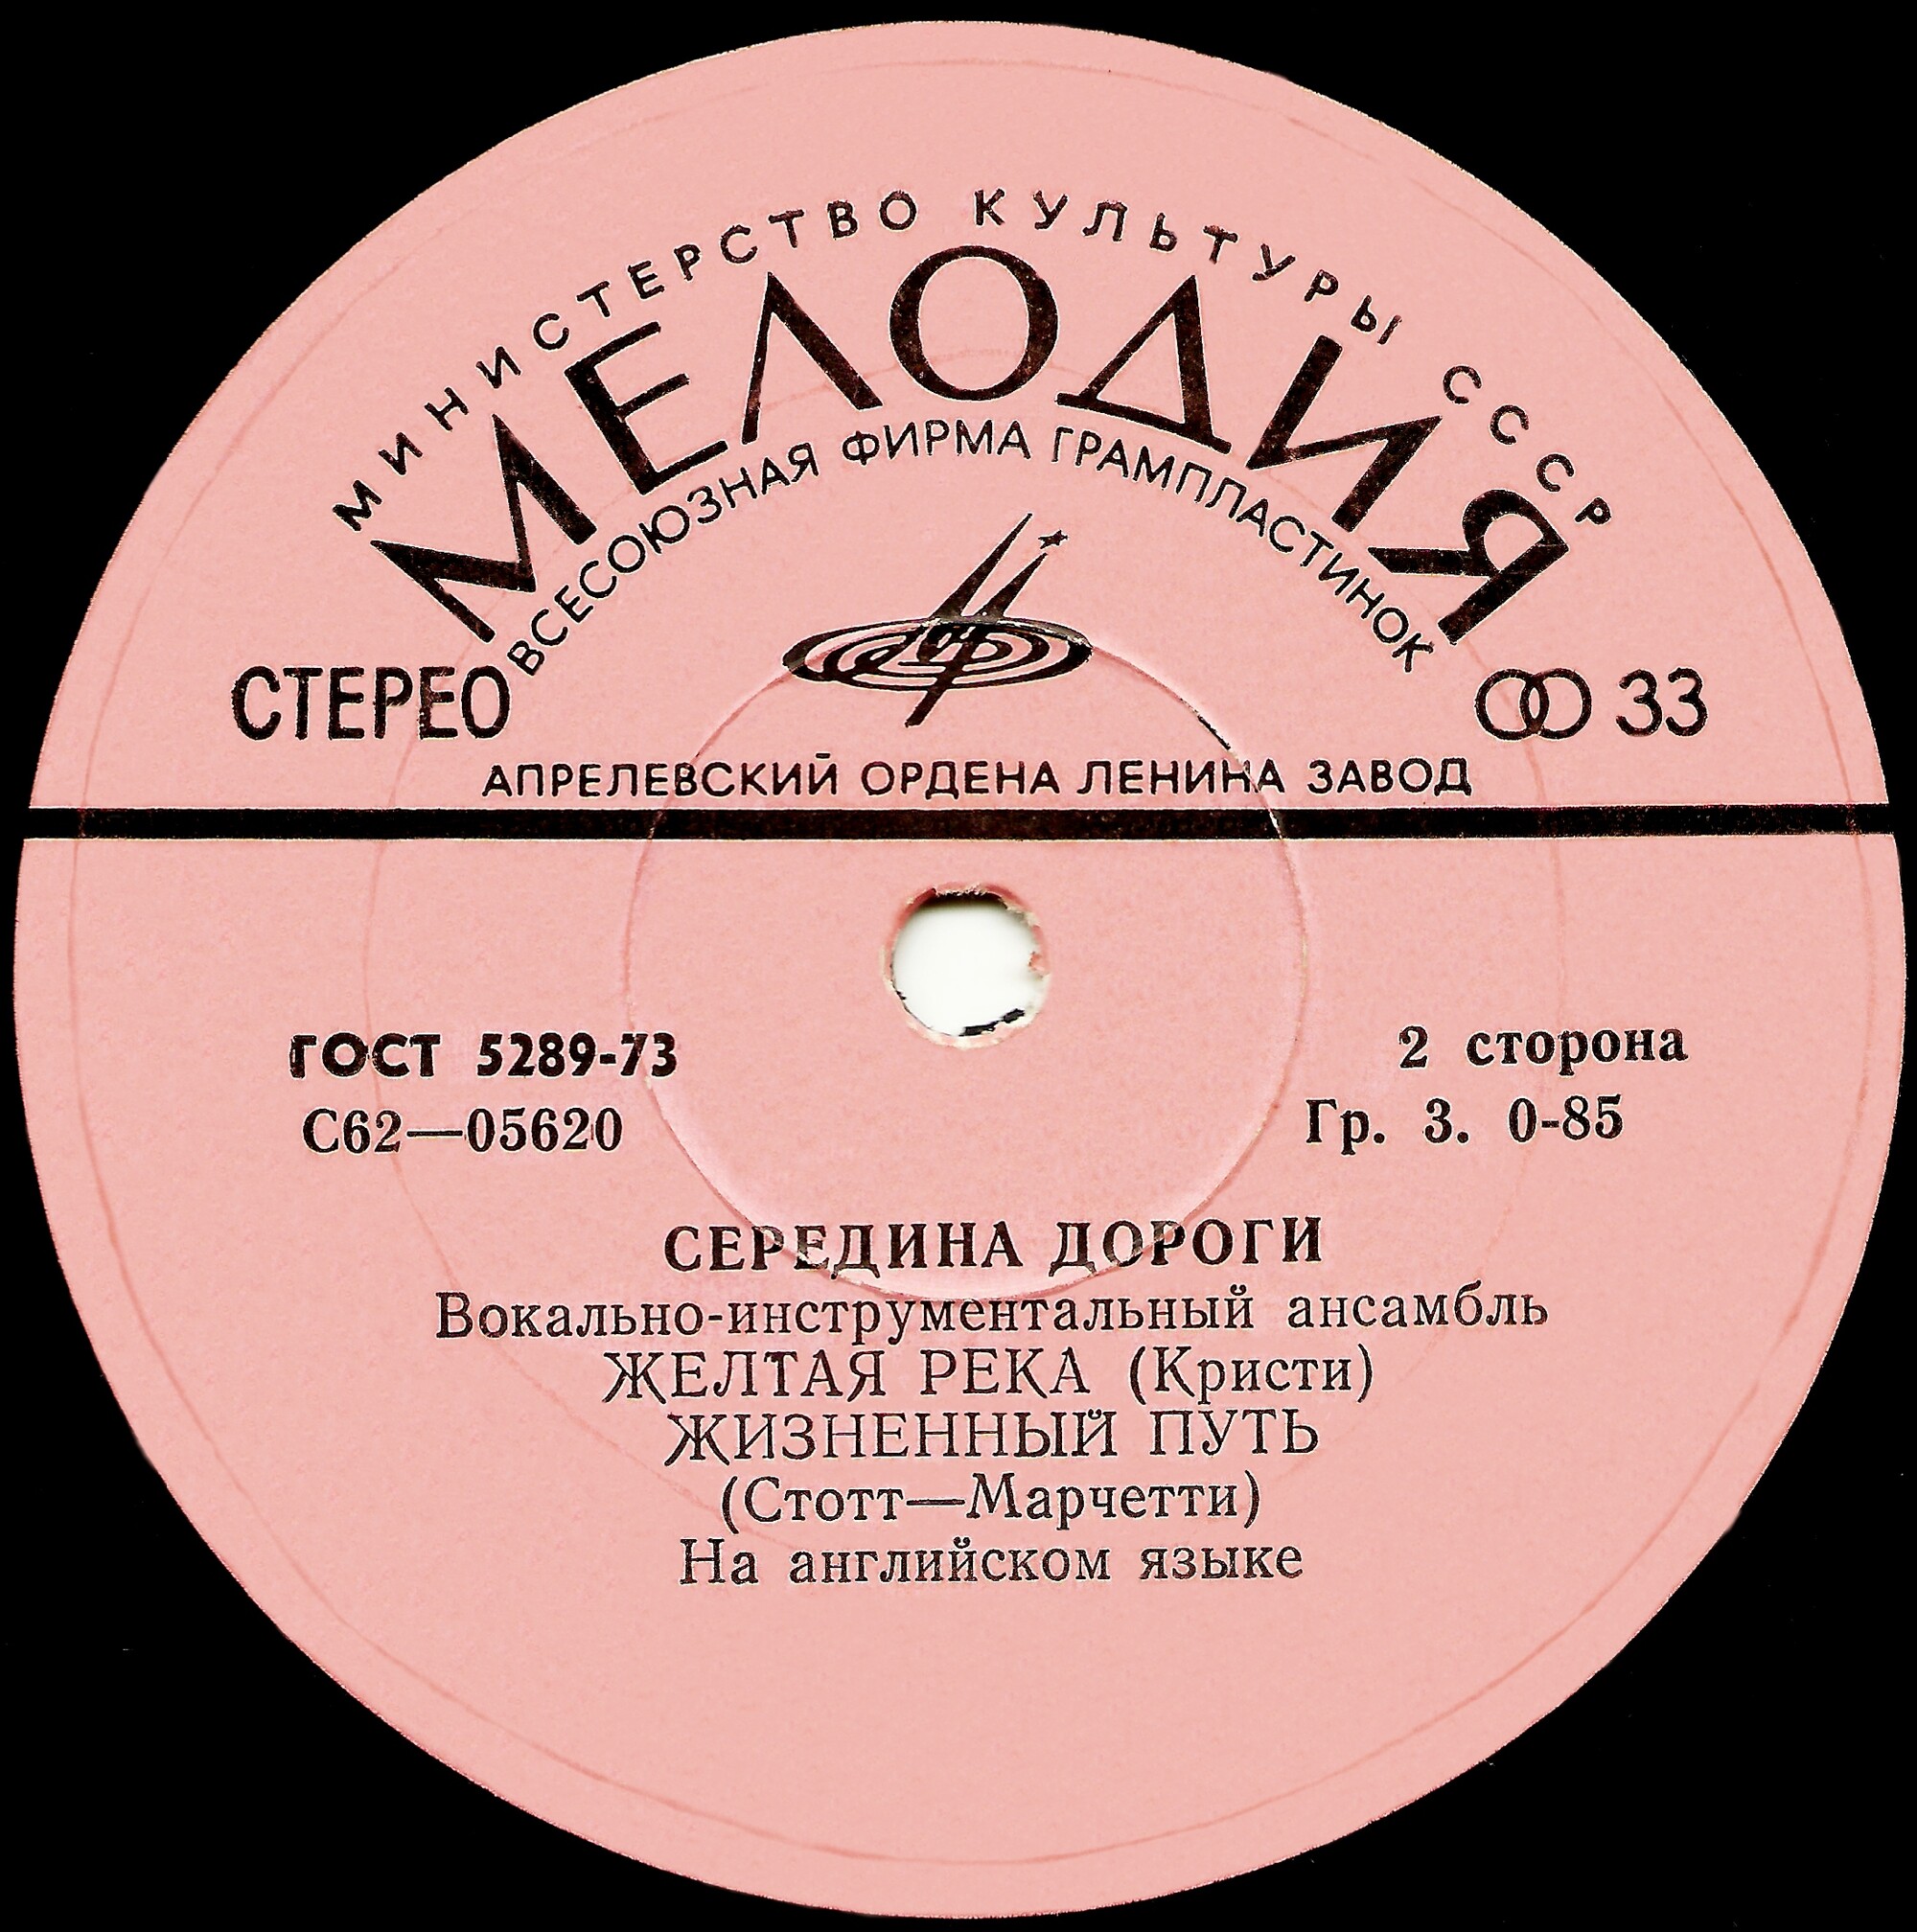 МИНИСТЕРСТВО КУЛЬТУРЫ СССР
МЕЛОДИЯ
ВСЕСОЮЗНАЯ ФИРМА ГРАМПЛАСТИНОК
СТЕРЕО
33
АПРЕЛЕВСКИЙ ОРДЕНА ЛЕНИНА ЗАВОД
ГОСТ 5289-73
2 сторона
С62—05620
Гр. 3. 0-85
СЕРЕДИНА ДОРОГИ
Вокально-инструментальный ансамбль
ЖЕЛТАЯ РЕКА (Кристи)
ЖИЗНЕННЫЙ ПУТЬ
(Стотт—Марчетти)
На английском языке